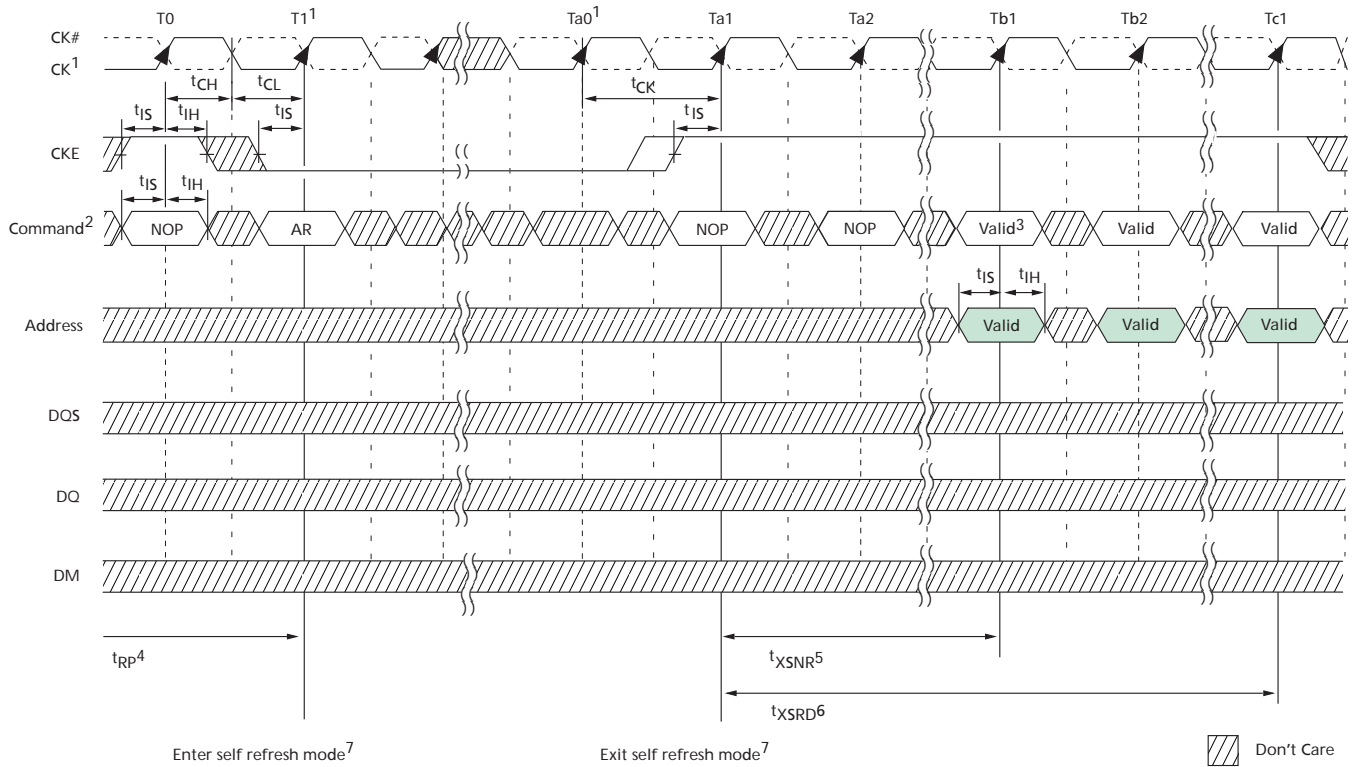 T0 T1¹ Ta0¹ Ta1 Ta2 Tb1 Tb2 Tc1
CK#
CK¹
tCH tCL tCK
tIS tIH tIS tIS
CKE
tIS tIH
Command² NOP AR NOP NOP Valid³ Valid Valid
tIS tIH
Address Valid Valid Valid
DQS
DQ
DM
tRP⁴ tXSNR⁵
tXSRD⁶
Enter self refresh mode⁷ Exit self refresh mode⁷ Don't Care